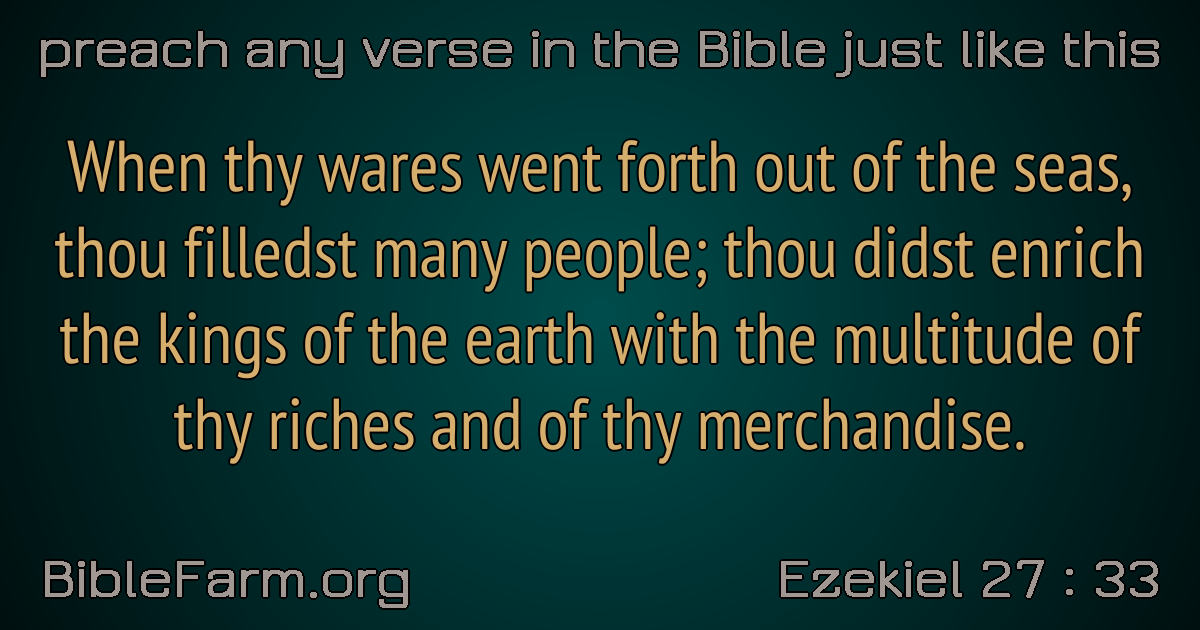 preach any verse in the Bible just like this
When thy wares went forth out of the seas,
thou filledst many people; thou didst enrich
the kings of the earth with the multitude of
thy riches and of thy merchandise.
BibleFarm.org
Ezekiel 27 : 33